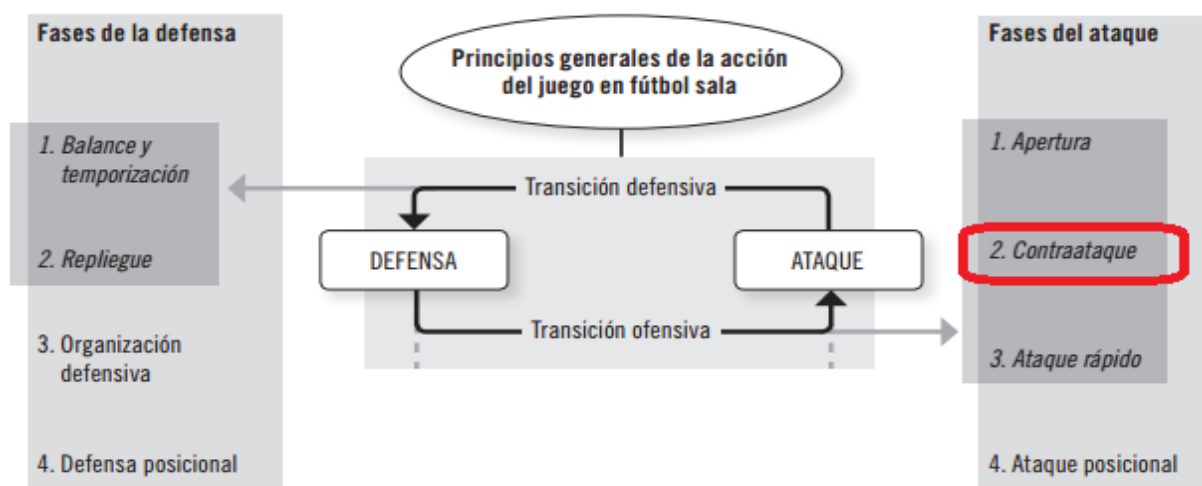 Fases de la defensa
1. Balance y
temporización
2. Repliegue
3. Organización
defensiva
4. Defensa posicional
Principios generales de la acción
del juego en fútbol sala
Transición defensiva
DEFENSA
ATAQUE
Transición ofensiva
Fases del ataque
1. Apertura
2. Contraataque
3. Ataque rápido
4. Ataque posicional